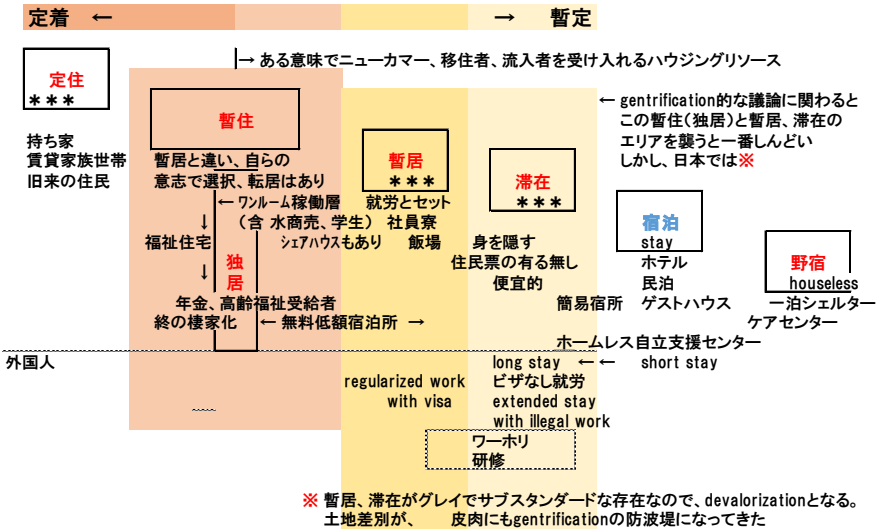 定着 ← → 暫定
→ ある意味でニューカマー、移住者、流入者を受け入れるハウジングリソース
定住
＊＊＊
持ち家
賃貸家族世帯
旧来の住民
暫住
暫居と違い、自らの
意志で選択、転居はあり
←ワンルーム稼働層
（含 水商売、学生）
シェアハウスもあり
↓
福祉住宅
↓
独
居
年金、高齢福祉受給者
終の棲家化
← 無料低額宿泊所 →
暫居
＊＊＊
就労とセット
社員寮
飯場
滞在
＊＊＊
身を隠す
住民票の有る無し
便宜的
← gentrification的な議論に関わると
この暫住（独居）と暫居、滞在の
エリアを襲うと一番しんどい
しかし、日本では※
宿泊
stay
ホテル
民泊
簡易宿所 ゲストハウス
野宿
houseless
一泊シェルター
ケアセンター
ホームレス自立支援センター
外国人
long stay ←← short stay
regularized work
with visa
ビザなし就労
extended stay
with illegal work
ワーホリ
研修
※ 暫居、滞在がグレイでサブスタンダードな存在なので、devalorizationとなる。
土地差別が、 皮肉にもgentrificationの防波堤になってきた